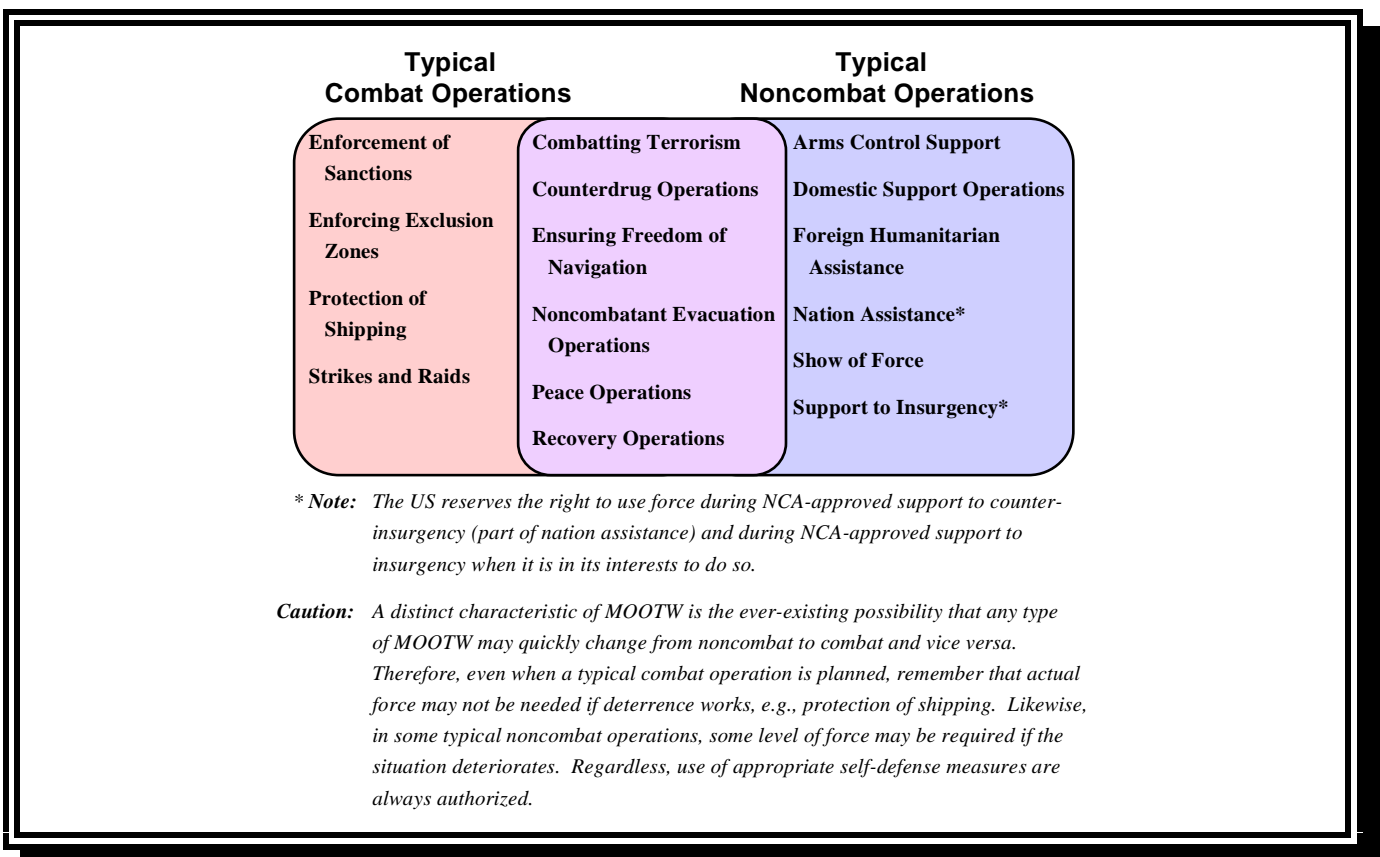 Typical
Combat Operations
Typical
Noncombat Operations
Enforcement of
Sanctions
Enforcing Exclusion
Zones
Protection of
Shipping
Strikes and Raids
Combatting Terrorism
Counterdrug Operations
Ensuring Freedom of
Navigation
Noncombatant Evacuation
Operations
Peace Operations
Recovery Operations
Arms Control Support
Domestic Support Operations
Foreign Humanitarian
Assistance
Nation Assistance*
Show of Force
Support to Insurgency*
* Note: The US reserves the right to use force during NCA-approved support to counter-
insurgency (part of nation assistance) and during NCA-approved support to
insurgency when it is in its interests to do so.
Caution: A distinct characteristic of MOOTW is the ever-existing possibility that any type
of MOOTW may quickly change from noncombat to combat and vice versa.
Therefore, even when a typical combat operation is planned, remember that actual
force may not be needed if deterrence works, e.g., protection of shipping. Likewise,
in some typical noncombat operations, some level of force may be required if the
situation deteriorates. Regardless, use of appropriate self-defense measures are
always authorized.